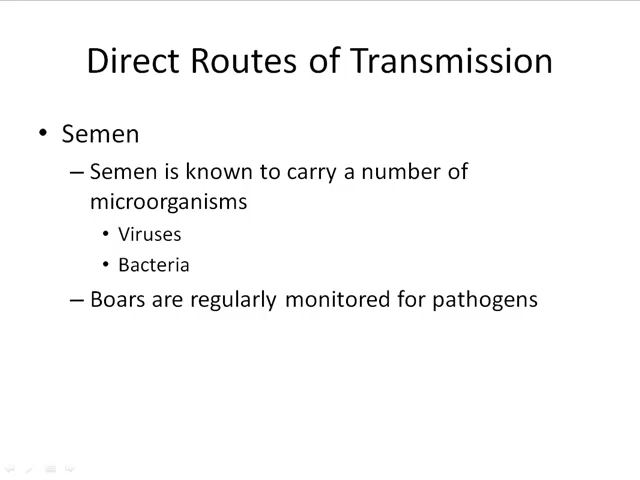 Direct Routes of Transmission
• Semen
– Semen is known to carry a number of
microorganisms
• Viruses
• Bacteria
– Boars are regularly monitored for pathogens